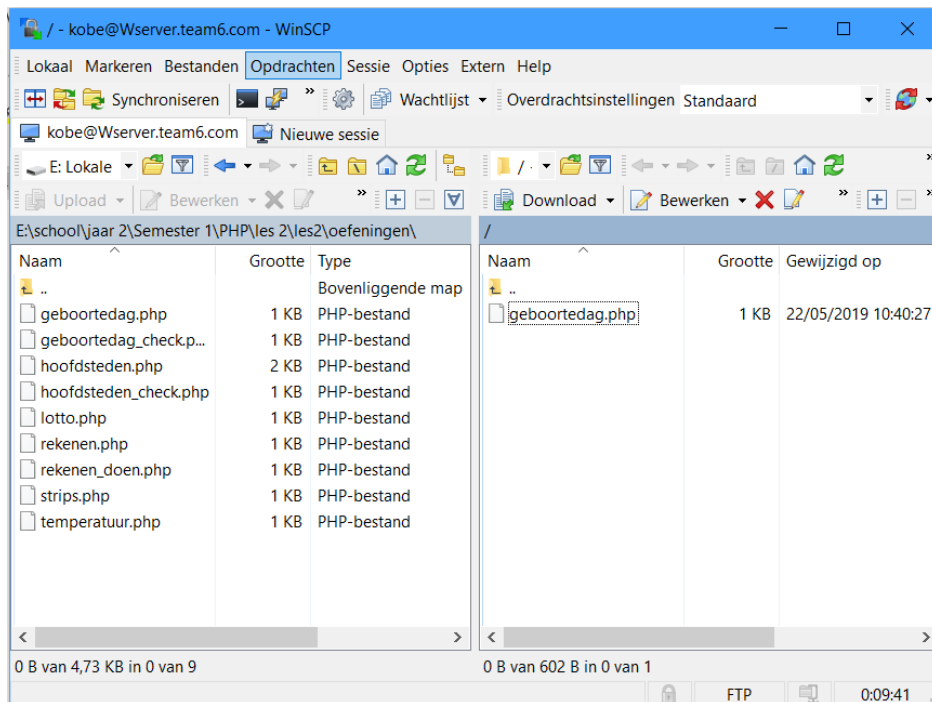 / - kobe@Wserver.team6.com - WinSCP
Lokaal Markeren Bestanden Opdrachten Sessie Opties Extern Help
Synchroniseren » Wachtlijst Overdrachtsinstellingen Standaard
kobe@Wserver.team6.com Nieuwe sessie
E: Lokale / »
Upload Bewerken » Download Bewerken » »
E:\school\jaar 2\Semester 1\PHP\les 2\les2\oefeningen\ /
Naam Grootte Type Naam Grootte Gewijzigd op
.. Bovenliggende map ..
geboortedag.php 1 KB PHP-bestand geboortedag.php 1 KB 22/05/2019 10:40:27
geboortedag_check.p... 1 KB PHP-bestand
hoofdsteden.php 2 KB PHP-bestand
hoofdsteden_check.php 1 KB PHP-bestand
lotto.php 1 KB PHP-bestand
rekenen.php 1 KB PHP-bestand
rekenen_doen.php 1 KB PHP-bestand
strips.php 1 KB PHP-bestand
temperatuur.php 1 KB PHP-bestand
0 B van 4,73 KB in 0 van 9 0 B van 602 B in 0 van 1
FTP 0:09:41